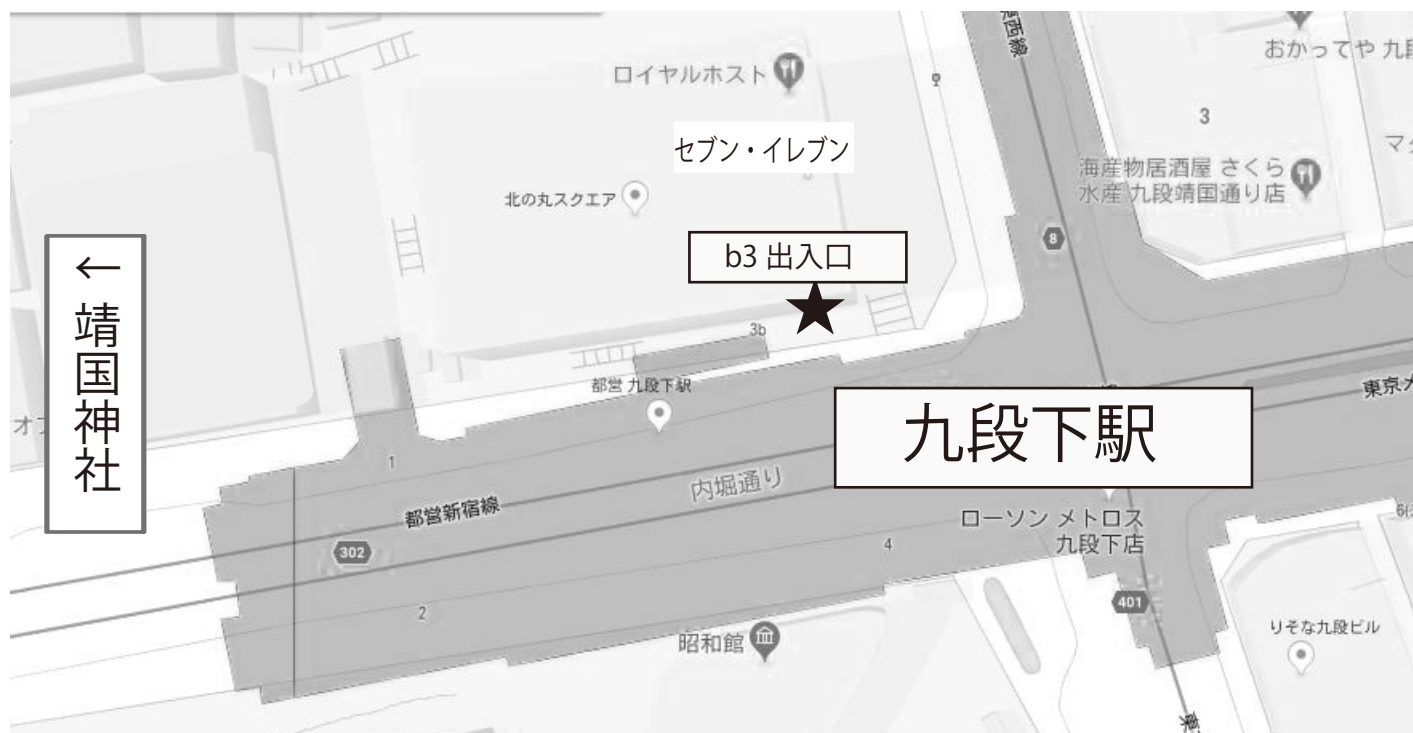 東西線
おかってや 九段
ロイヤルホスト
3
セブン・イレブン
海産物居酒屋 さくら
水産 九段靖国通り店
北の丸スクエア
8
b3 出入口
← 靖国神社
3b
都営 九段下駅
九段下駅
1
内堀通り
都営新宿線
302
ローソン メトロス
九段下店
4
2
401
昭和館
りそな九段ビル